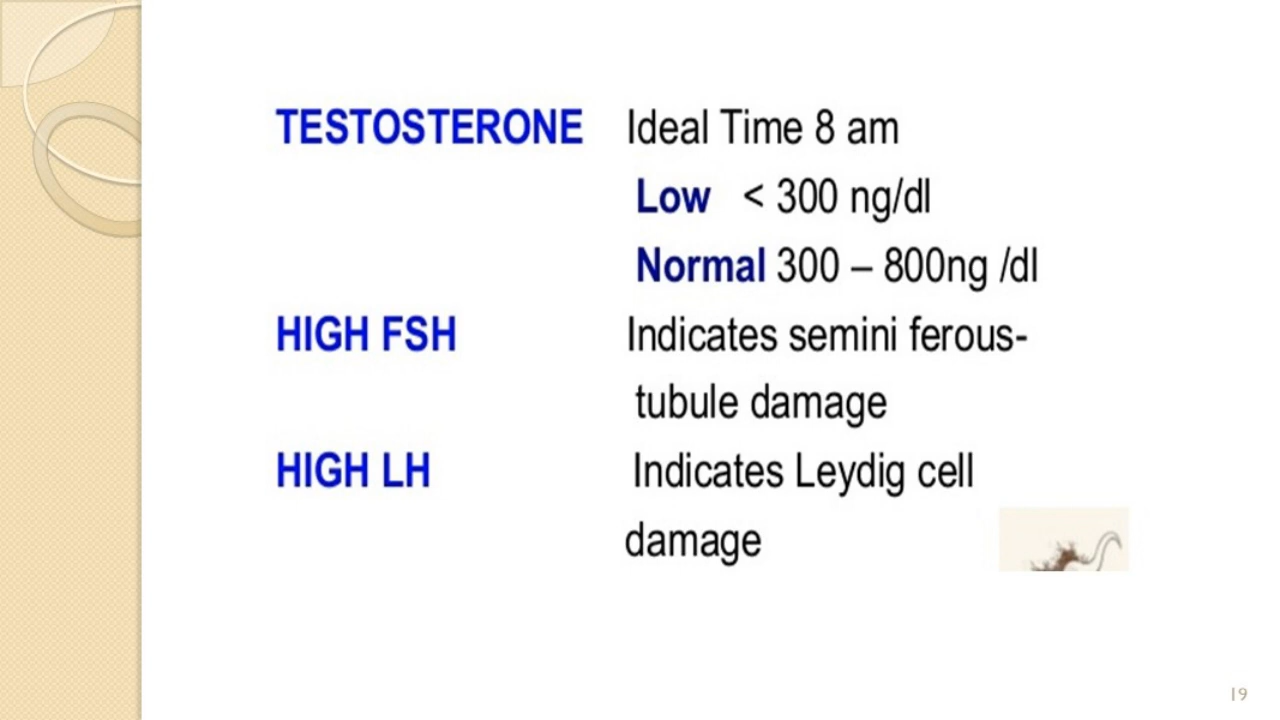 TESTOSTERONE Ideal Time 8 am
Low < 300 ng/dl
Normal 300 – 800ng /dl
HIGH FSH Indicates semini ferous-
tubule damage
HIGH LH Indicates Leydig cell
damage
19